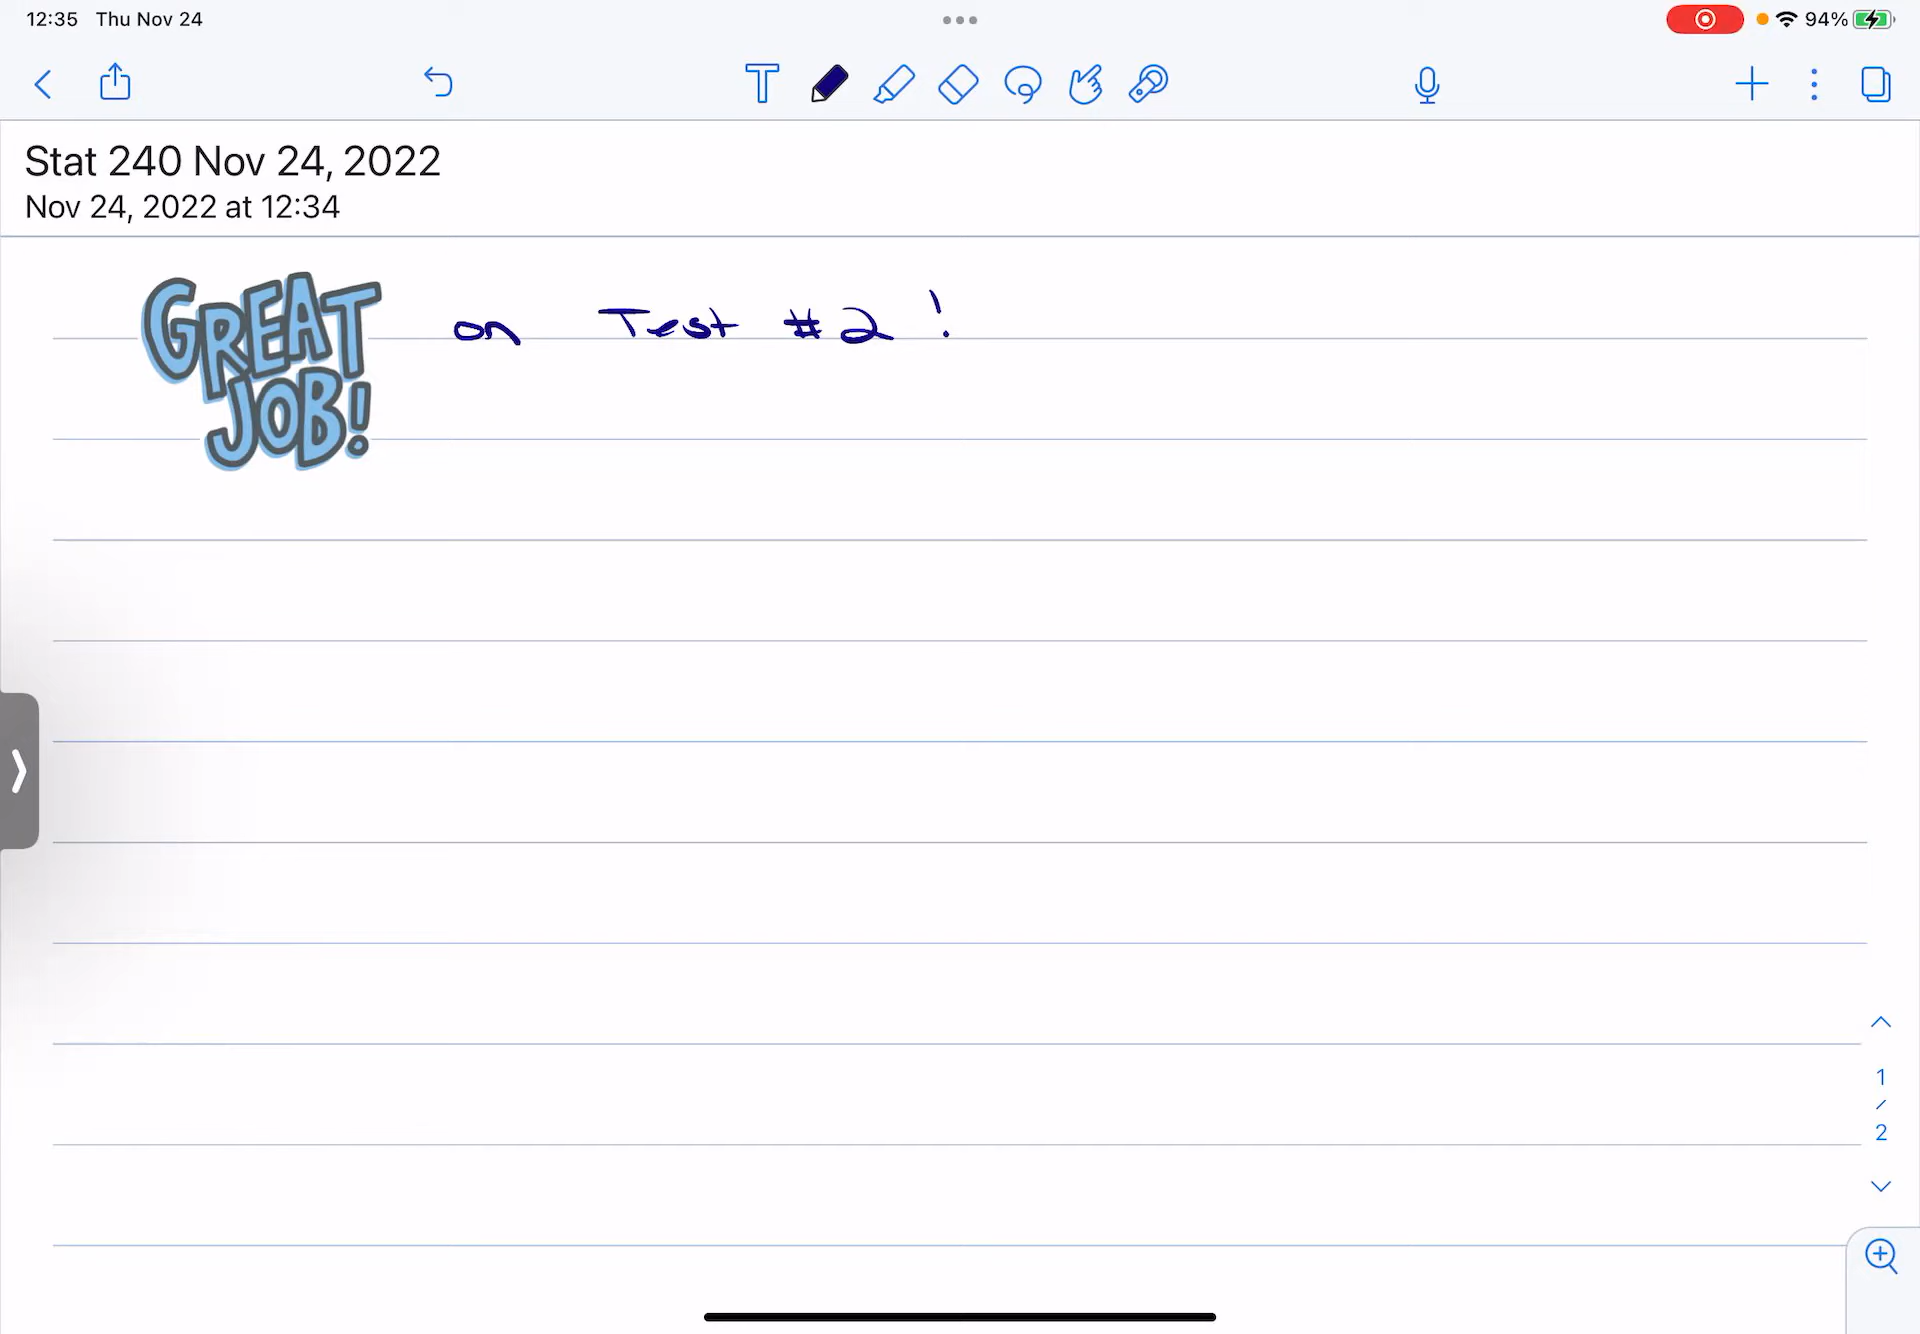 12:35 Thu Nov 24 94%
Stat 240 Nov 24, 2022
Nov 24, 2022 at 12:34
GREAT JOB! on Test #2!
1
/
2